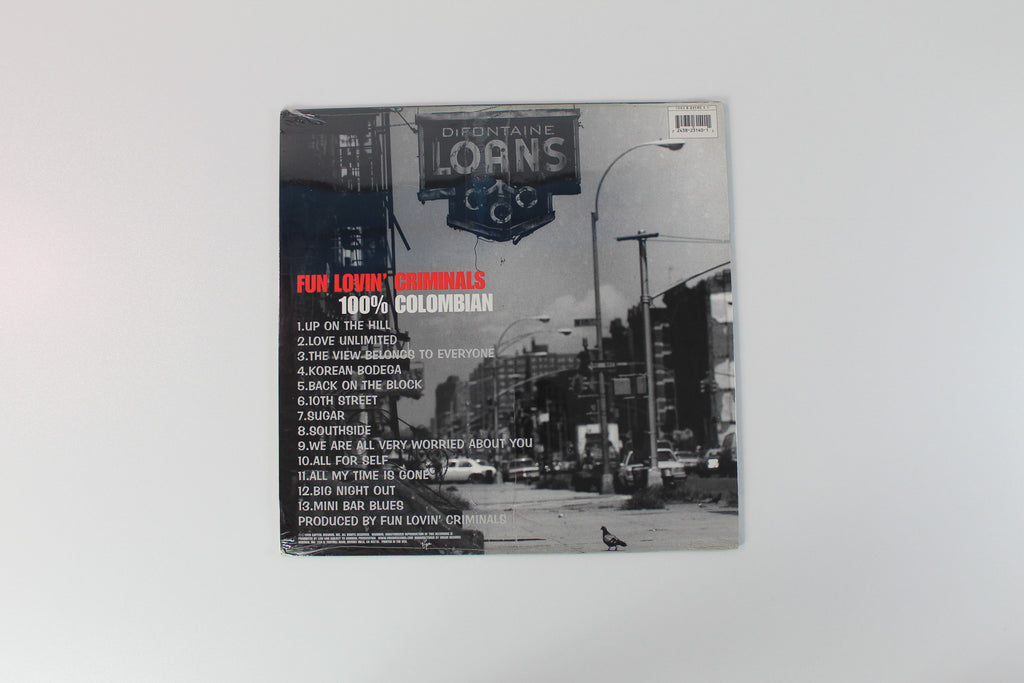 DIFONTAINE
LOANS
FUN LOVIN' CRIMINALS
100% COLOMBIAN
1.UP ON THE HILL
2.LOVE UNLIMITED
3.THE VIEW BELONGS TO EVERYONE
4.KOREAN BODEGA
5.BACK ON THE BLOCK
6.10TH STREET
7.SUGAR
8.SOUTHSIDE
9.WE ARE ALL VERY WORRIED ABOUT YOU
10.ALL FOR SELF
11.ALL MY TIME IS GONE
12.BIG NIGHT OUT
13.MINI BAR BLUES
PRODUCED BY FUN LOVIN' CRIMINALS